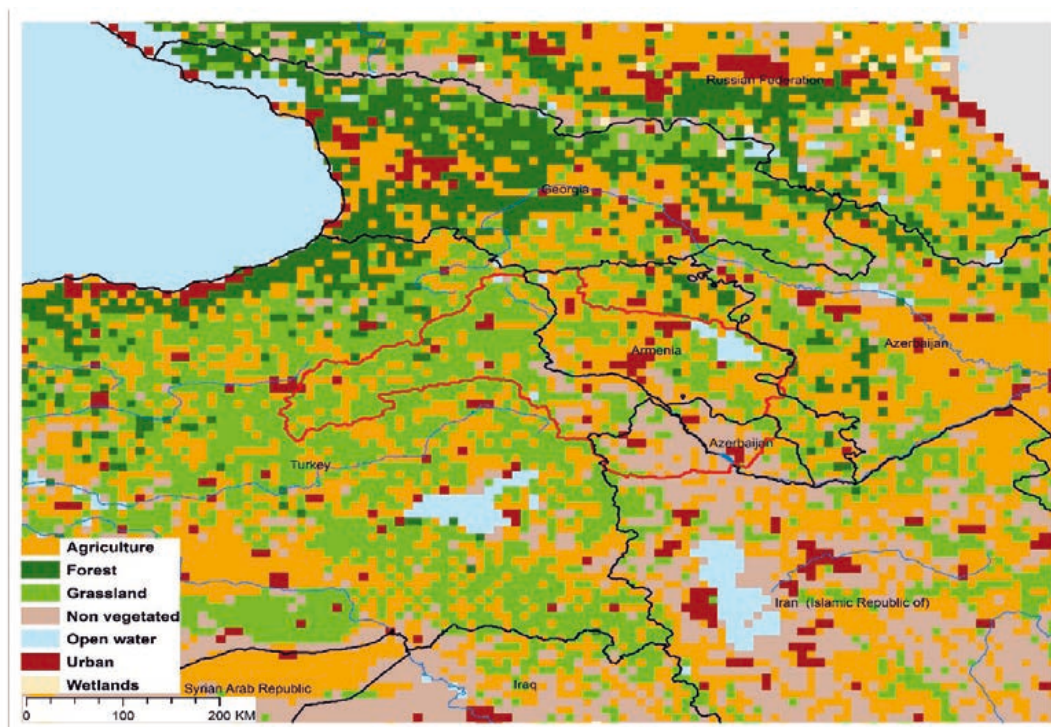 Russian Fuderation
Georgia
Azerbaijan
Armenia
Azerbaijan
Turkey
Agriculture
Forest
Grassland
Non vegetated
Open water
Urban
Wetlands
Iran (Islamic Republic of)
Syrian Arab Republic
Iraq
0 100 200 KM